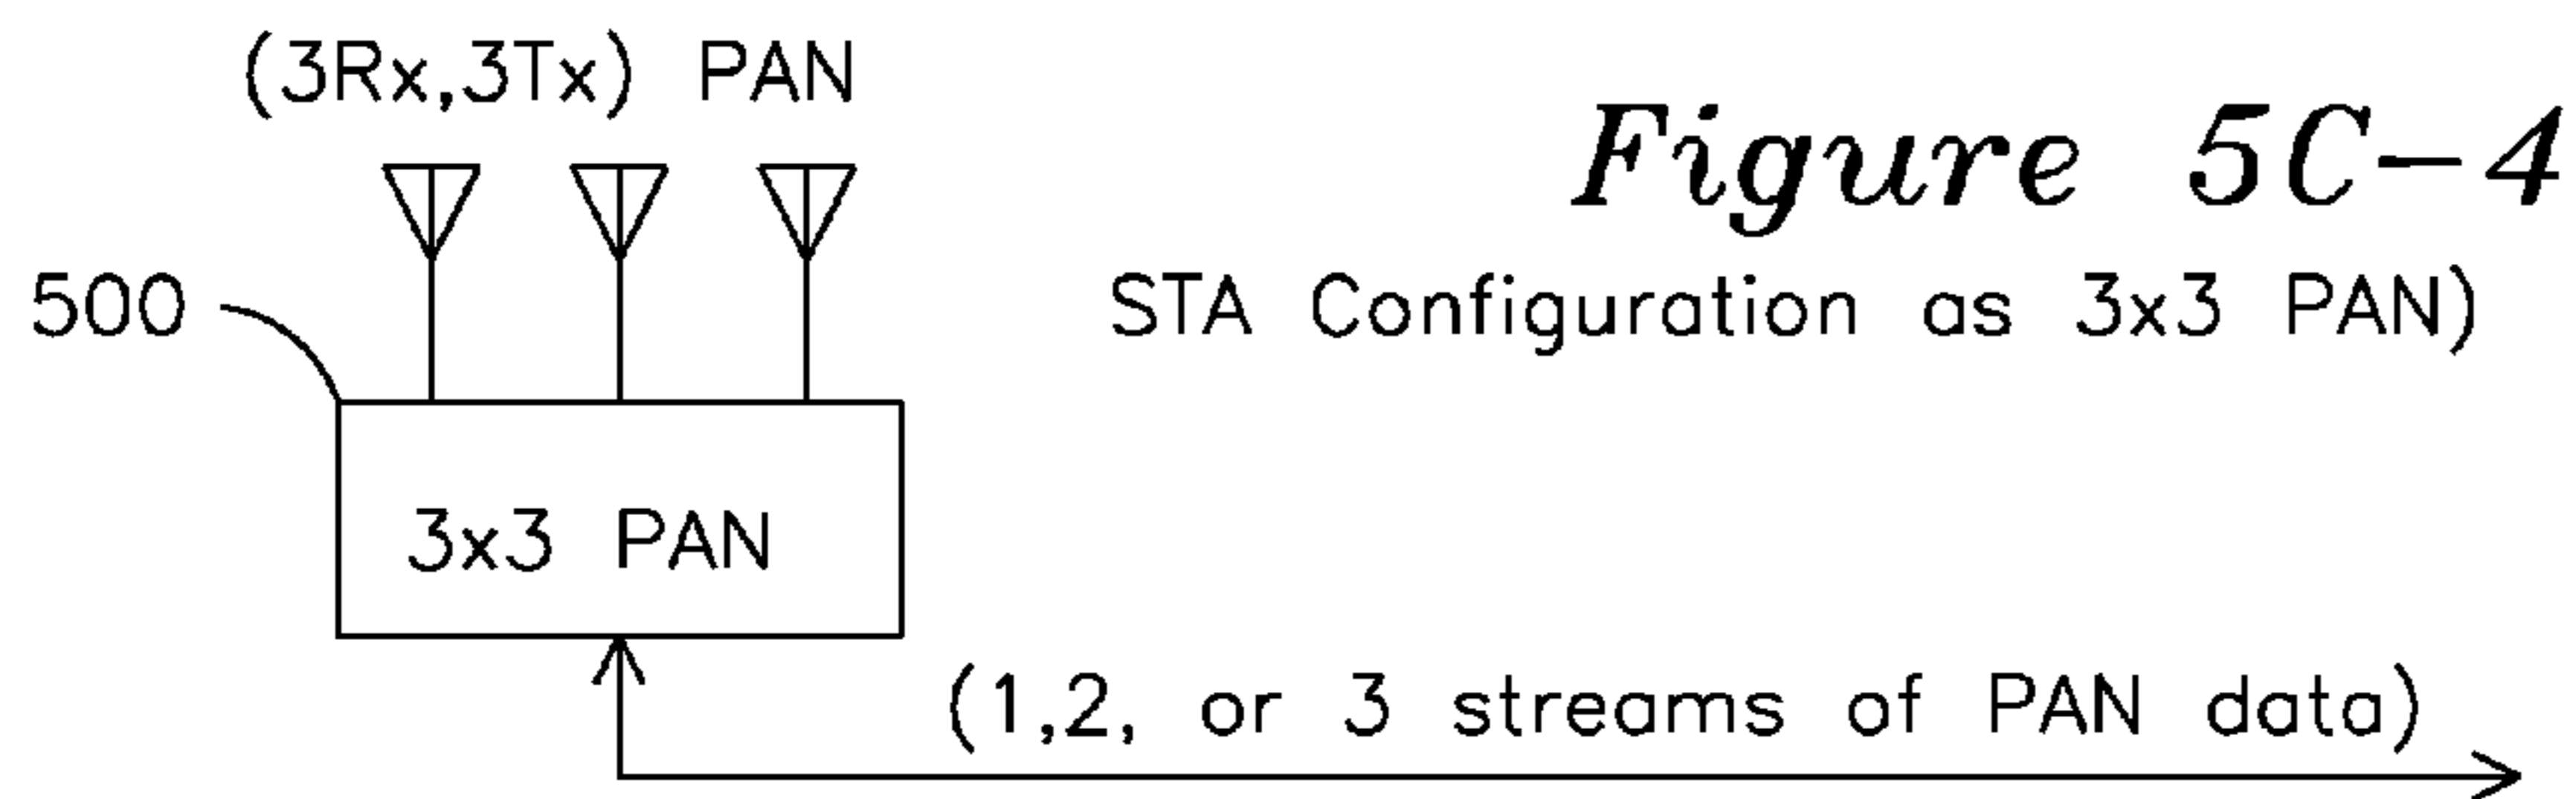 (3Rx,3Tx) PAN
Figure 5C-4
500
STA Configuration as 3x3 PAN)
3x3 PAN
(1,2, or 3 streams of PAN data)